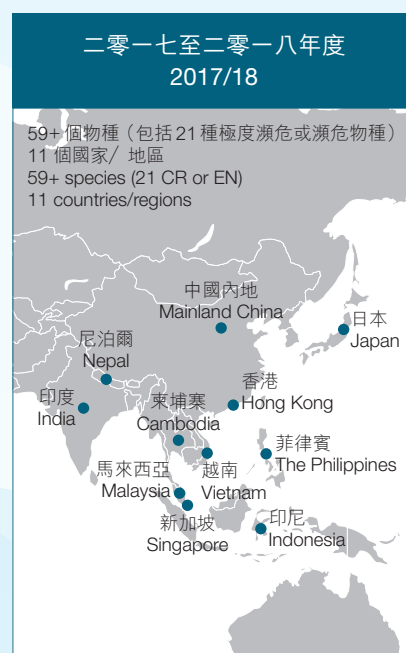 二零一七至二零一八年度
2017/18
59+ 個物種（包括21種極度瀕危或瀕危物種）
11 個國家/ 地區
59+ species (21 CR or EN)
11 countries/regions
中國內地
Mainland China
日本
Japan
尼泊爾
Nepal
香港
Hong Kong
印度
India
柬埔寨
Cambodia
菲律賓
The Philippines
馬來西亞
Malaysia
越南
Vietnam
新加坡
Singapore
印尼
Indonesia